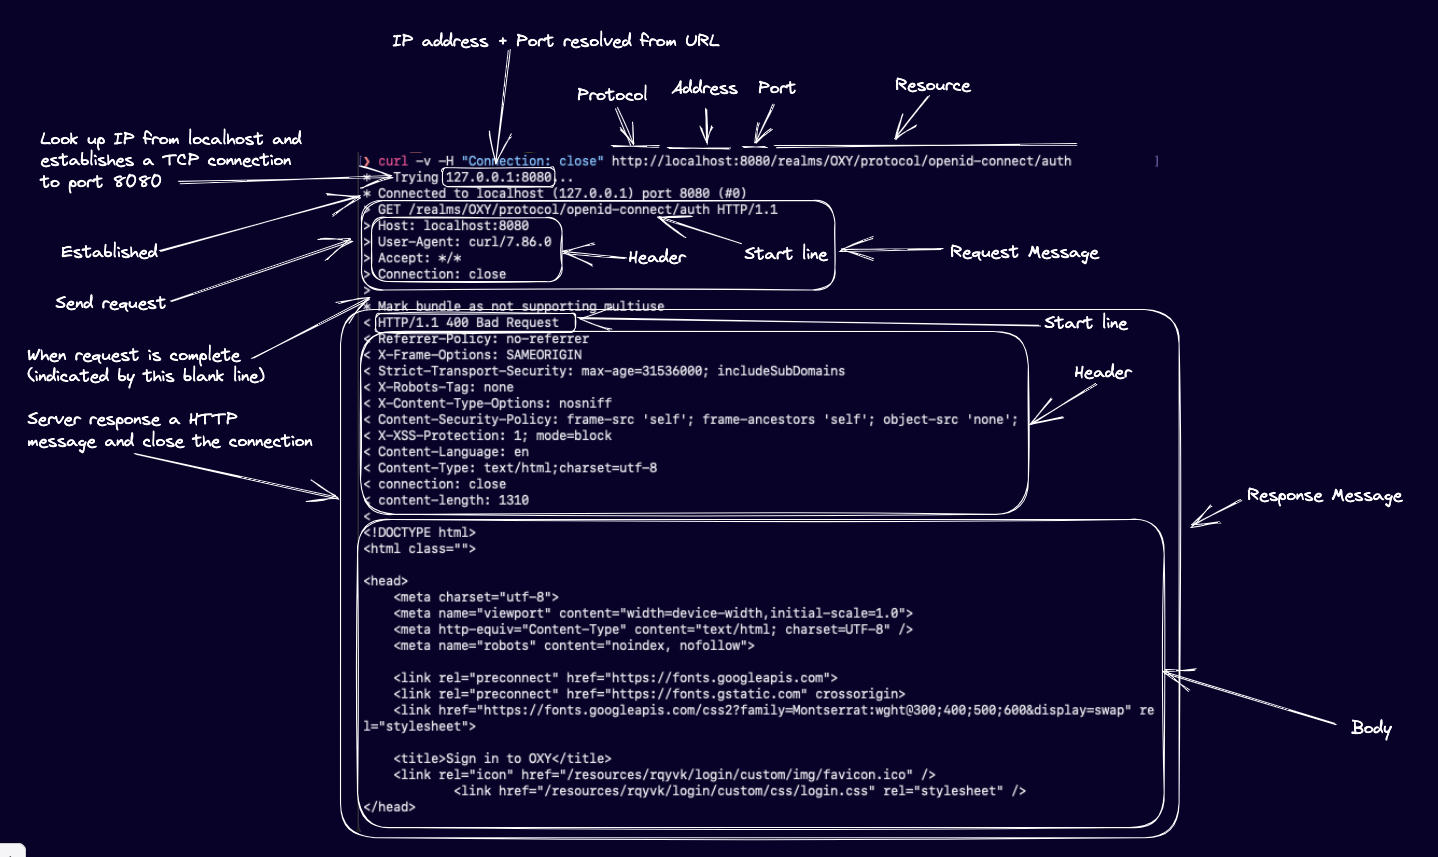 IP address + Port resolved from URL
Protocol
Address
Port
Resource
Look up IP from localhost and
establishes a TCP connection
to port 8080
❯ curl -v -H "Connection: close" http://localhost:8080/realms/OXY/protocol/openid-connect/auth
*   Trying 127.0.0.1:8080...
* Connected to localhost (127.0.0.1) port 8080 (#0)
> GET /realms/OXY/protocol/openid-connect/auth HTTP/1.1
> Host: localhost:8080
> User-Agent: curl/7.86.0
> Accept: */*
> Connection: close
>
Established
Send request
Header
Start line
Request Message
* Mark bundle as not supporting multiuse
< HTTP/1.1 400 Bad Request
Start line
When request is complete
(indicated by this blank line)
Server response a HTTP
message and close the connection
< Referrer-Policy: no-referrer
< X-Frame-Options: SAMEORIGIN
< Strict-Transport-Security: max-age=31536000; includeSubDomains
< X-Robots-Tag: none
< X-Content-Type-Options: nosniff
< Content-Security-Policy: frame-src 'self'; frame-ancestors 'self'; object-src 'none';
< X-XSS-Protection: 1; mode=block
< Content-Language: en
< Content-Type: text/html;charset=utf-8
< connection: close
< content-length: 1310
<
Header
Response Message
<!DOCTYPE html>
<html class="">
<head>
    <meta charset="utf-8">
    <meta name="viewport" content="width=device-width,initial-scale=1.0">
    <meta http-equiv="Content-Type" content="text/html; charset=UTF-8" />
    <meta name="robots" content="noindex, nofollow">
    <link rel="preconnect" href="https://fonts.googleapis.com">
    <link rel="preconnect" href="https://fonts.gstatic.com" crossorigin>
    <link href="https://fonts.googleapis.com/css2?family=Montserrat:wght@300;400;500;600&display=swap" re
l="stylesheet">
    <title>Sign in to OXY</title>
    <link rel="icon" href="/resources/rqyvk/login/custom/img/favicon.ico" />
            <link href="/resources/rqyvk/login/custom/css/login.css" rel="stylesheet" />
</head>
Body